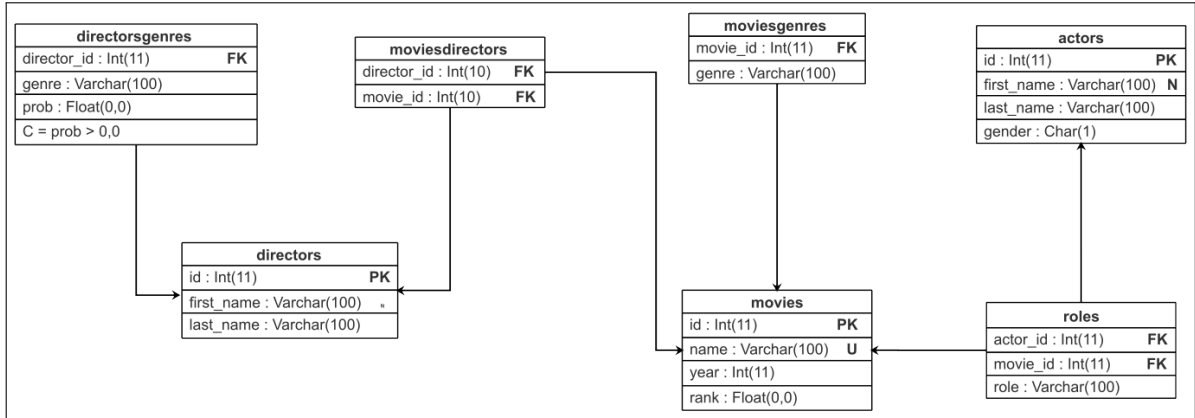 directorsgenres
director_id : Int(11) FK
genre : Varchar(100)
prob : Float(0,0)
C = prob > 0,0
moviesdirectors
director_id : Int(10) FK
movie_id : Int(10) FK
moviesgenres
movie_id : Int(11) FK
genre : Varchar(100)
actors
id : Int(11) PK
first_name : Varchar(100) N
last_name : Varchar(100)
gender : Char(1)
directors
id : Int(11) PK
first_name : Varchar(100) N
last_name : Varchar(100)
movies
id : Int(11) PK
name : Varchar(100) U
year : Int(11)
rank : Float(0,0)
roles
actor_id : Int(11) FK
movie_id : Int(11) FK
role : Varchar(100)